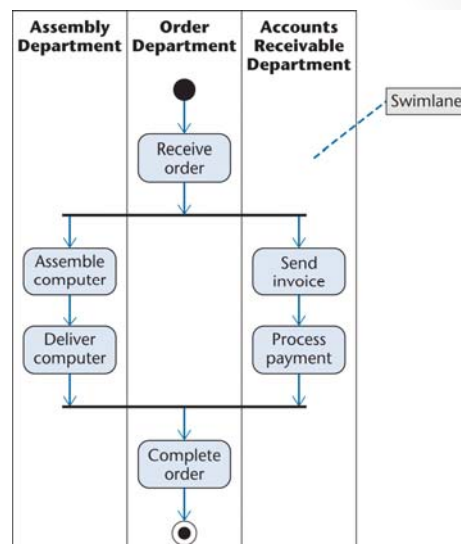 Assembly
Department
Order
Department
Accounts
Receivable
Department
Swimlane
Receive
order
Assemble
computer
Send
invoice
Deliver
computer
Process
payment
Complete
order